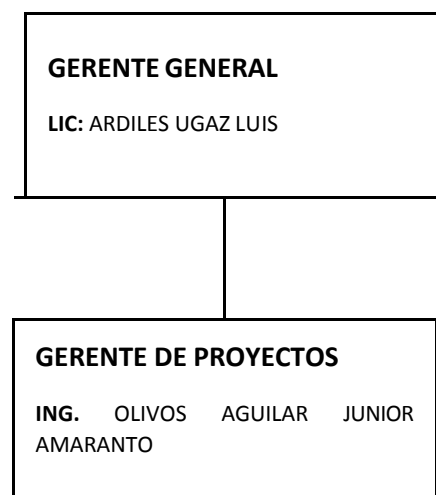 GERENTE GENERAL
LIC: ARDILES UGAZ LUIS
GERENTE DE PROYECTOS
ING. OLIVOS AGUILAR JUNIOR
AMARANTO